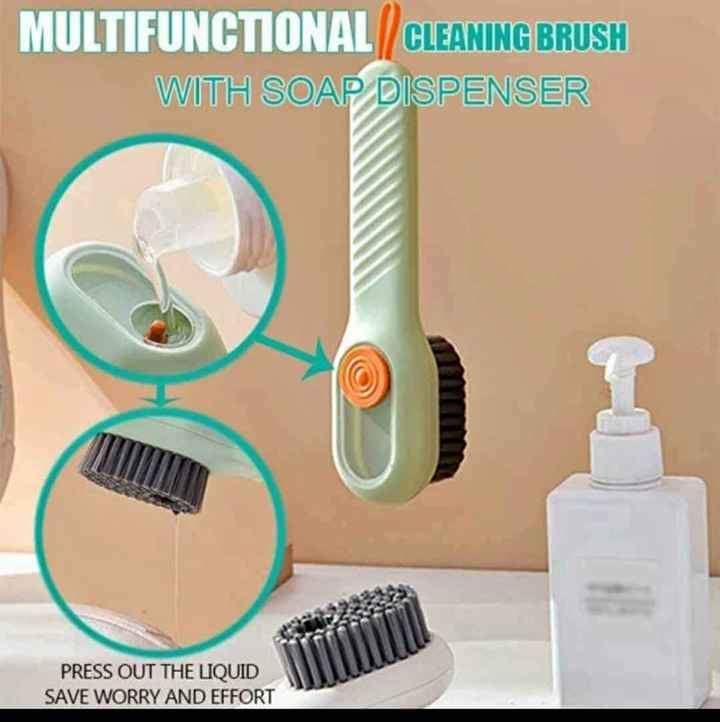 MULTIFUNCTIONAL CLEANING BRUSH
WITH SOAP DISPENSER
PRESS OUT THE LIQUID
SAVE WORRY AND EFFORT